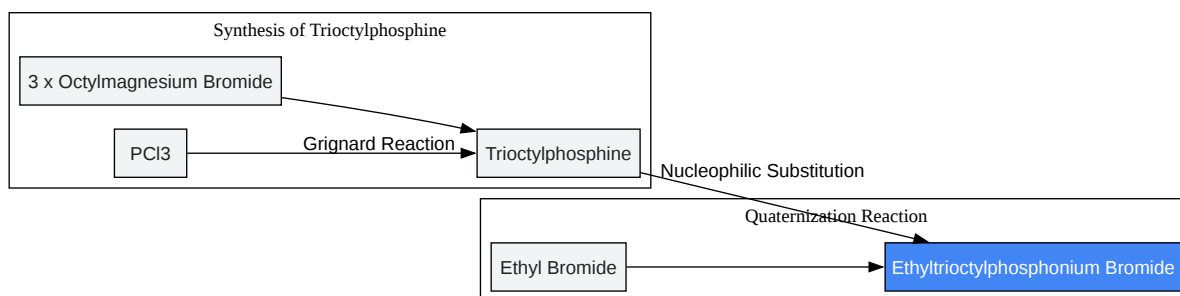 Synthesis of Trioctylphosphine
3 x Octylmagnesium Bromide
PCl3
Grignard Reaction
Trioctylphosphine
Nucleophilic Substitution
Quaternization Reaction
Ethyl Bromide
Ethyltrioctylphosphonium Bromide